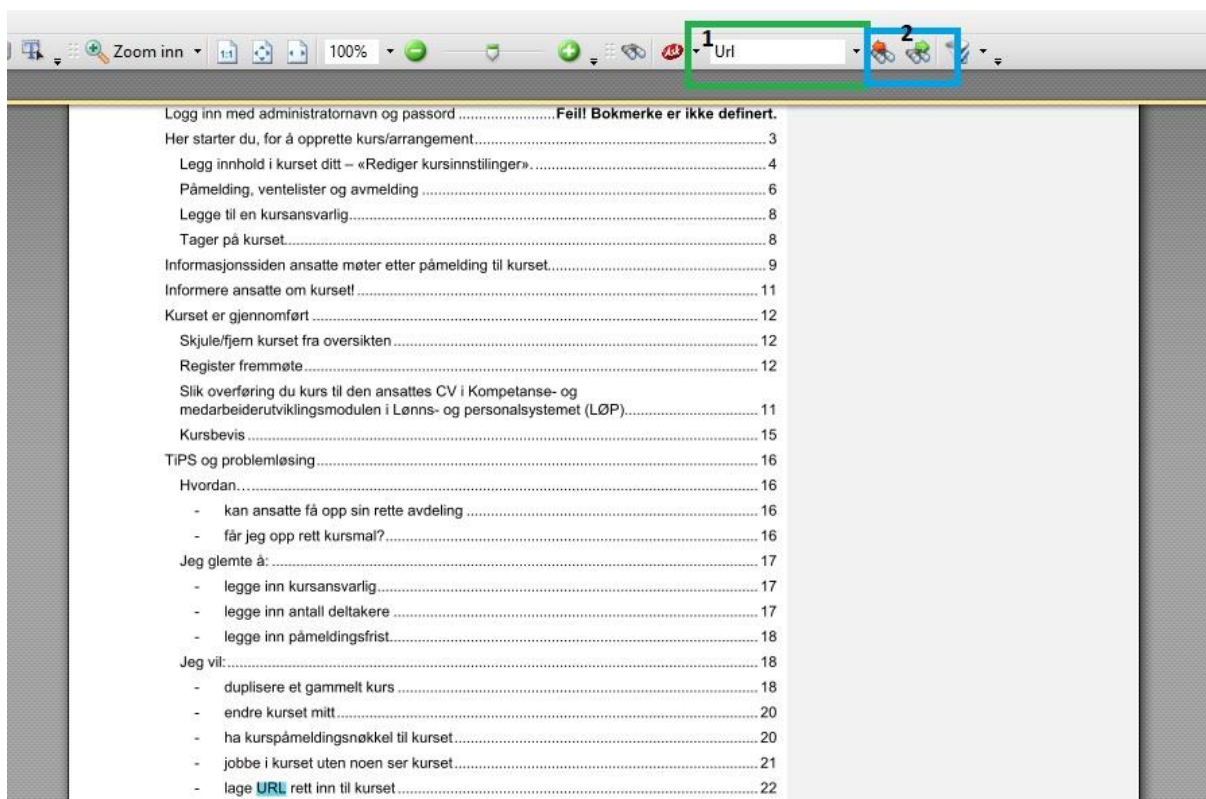 Zoom inn
1:1
100%
1
Url
2
Logg inn med administratornavn og passord ....................... Feil! Bokmerke er ikke definert.
Her starter du, for å opprette kurs/arrangement ....................... 3
Legg innhold i kurset ditt – «Rediger kursinnstilinger». ....................... 4
Påmelding, ventelister og avmelding ....................... 6
Legge til en kursansvarlig ....................... 8
Tager på kurset ....................... 8
Informasjonssiden ansatte møter etter påmelding til kurset ....................... 9
Informere ansatte om kurset! ....................... 11
Kurset er gjennomført ....................... 12
Skjule/fjern kurset fra oversikten ....................... 12
Register fremmøte ....................... 12
Slik overføring du kurs til den ansattes CV i Kompetanse- og
medarbeiderutviklingsmodulen i Lønns- og personalsystemet (LØP) ....................... 11
Kursbevis ....................... 15
TiPS og problemløsing ....................... 16
Hvordan… ....................... 16
- kan ansatte få opp sin rette avdeling ....................... 16
- får jeg opp rett kursmal? ....................... 16
Jeg glemte å: ....................... 17
- legge inn kursansvarlig ....................... 17
- legge inn antall deltakere ....................... 17
- legge inn påmeldingsfrist ....................... 18
Jeg vil: ....................... 18
- duplisere et gammelt kurs ....................... 18
- endre kurset mitt ....................... 20
- ha kurspåmeldingsnøkkel til kurset ....................... 20
- jobbe i kurset uten noen ser kurset ....................... 21
- lage URL rett inn til kurset ....................... 22